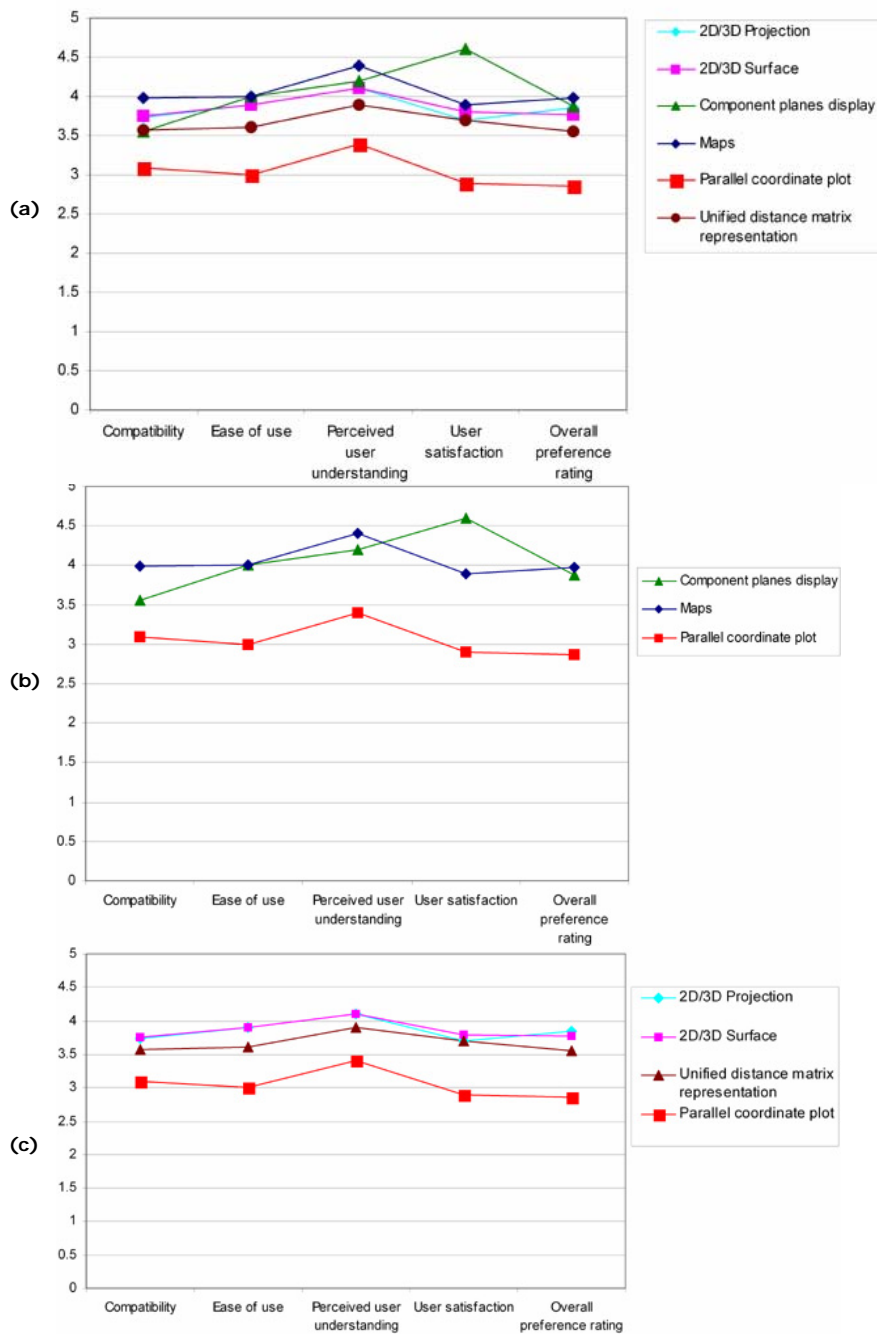 (a)
5
4.5
4
3.5
3
2.5
2
1.5
1
0.5
0
Compatibility
Ease of use
Perceived
user
understanding
User
satisfaction
Overall
preference
rating
2D/3D Projection
2D/3D Surface
Component planes display
Maps
Parallel coordinate plot
Unified distance matrix
representation
(b)
5
4.5
4
3.5
3
2.5
2
1.5
1
0.5
0
Compatibility
Ease of use
Perceived user
understanding
User satisfaction
Overall
preference
rating
Component planes display
Maps
Parallel coordinate plot
(c)
5
4.5
4
3.5
3
2.5
2
1.5
1
0.5
0
Compatibility
Ease of use
Perceived user
understanding
User satisfaction
Overall
preference rating
2D/3D Projection
2D/3D Surface
Unified distance matrix
representation
Parallel coordinate plot